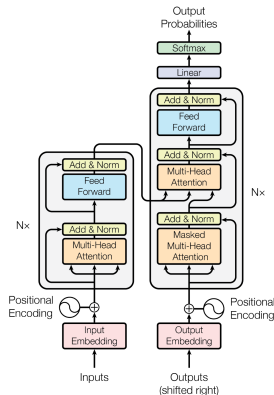 Output
Probabilities
Softmax
Linear
Add & Norm
Feed
Forward
Add & Norm
Multi-Head
Attention
Add & Norm
Masked
Multi-Head
Attention
N×
Add & Norm
Feed
Forward
Add & Norm
Multi-Head
Attention
N×
Positional
Encoding
Positional
Encoding
Input
Embedding
Output
Embedding
Inputs
Outputs
(shifted right)